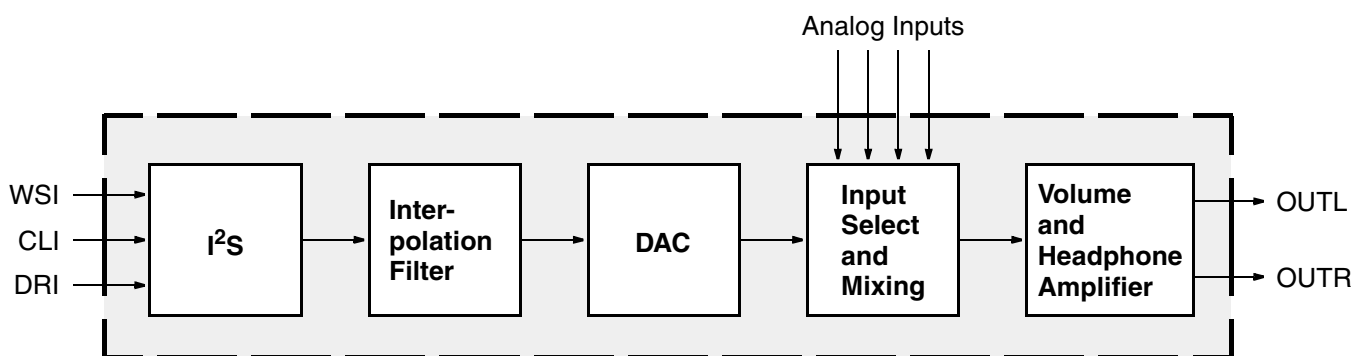 Analog Inputs
WSI
CLI
DRI
I²S
Inter-
polation
Filter
DAC
Input
Select
and
Mixing
Volume
and
Headphone
Amplifier
OUTL
OUTR